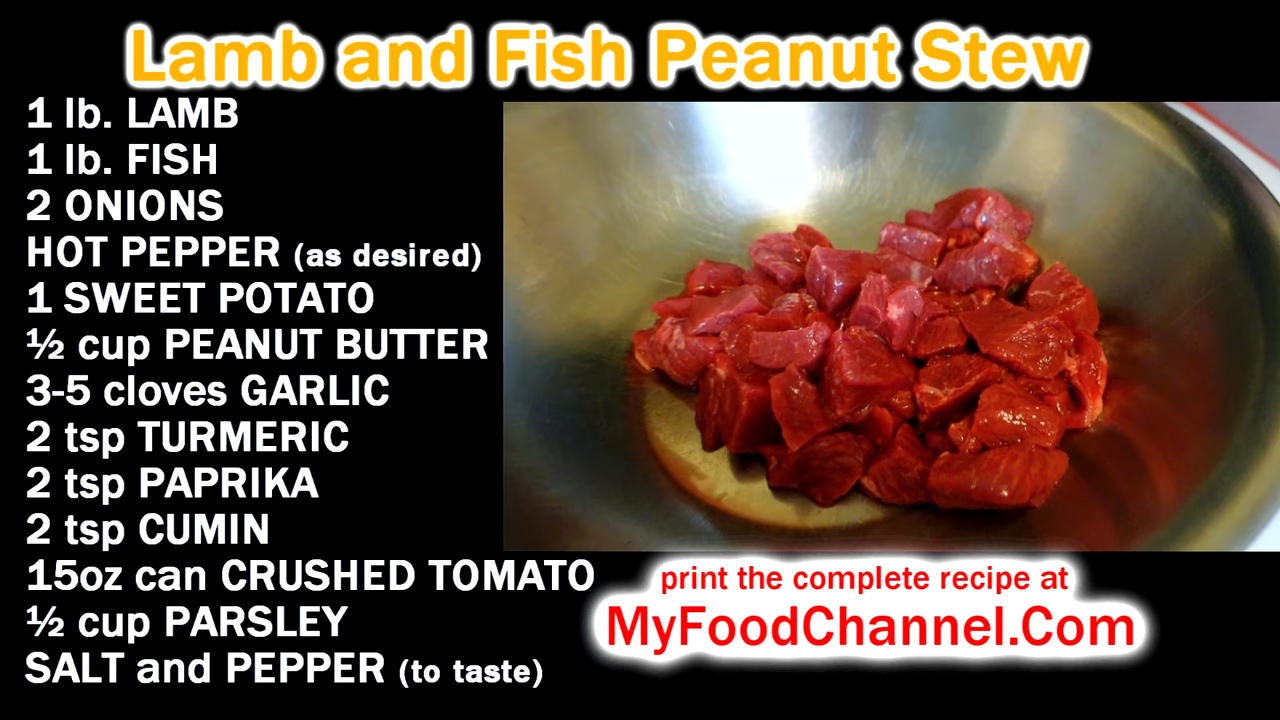 Lamb and Fish Peanut Stew
1 lb. LAMB
1 lb. FISH
2 ONIONS
HOT PEPPER (as desired)
1 SWEET POTATO
½ cup PEANUT BUTTER
3-5 cloves GARLIC
2 tsp TURMERIC
2 tsp PAPRIKA
2 tsp CUMIN
15oz can CRUSHED TOMATO
½ cup PARSLEY
SALT and PEPPER (to taste)
print the complete recipe at
MyFoodChannel.Com